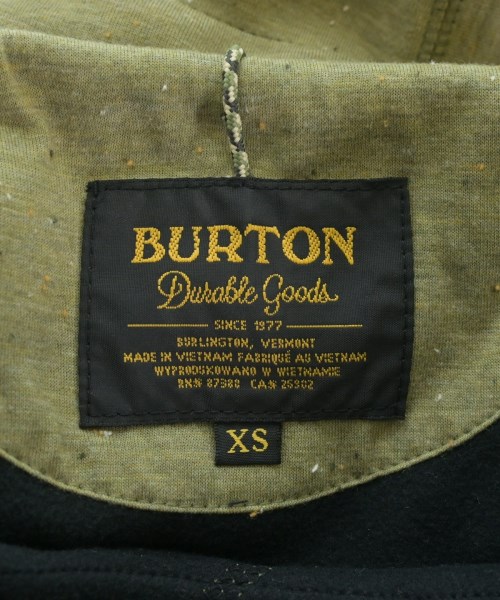 BURTON
Durable Goods
SINCE 1977
BURLINGTON, VERMONT
MADE IN VIETNAM FABRIQUÉ AU VIETNAM
WYPRODUKOWANO W WIETNAMIE
RN# 87588 CA# 25902
XS